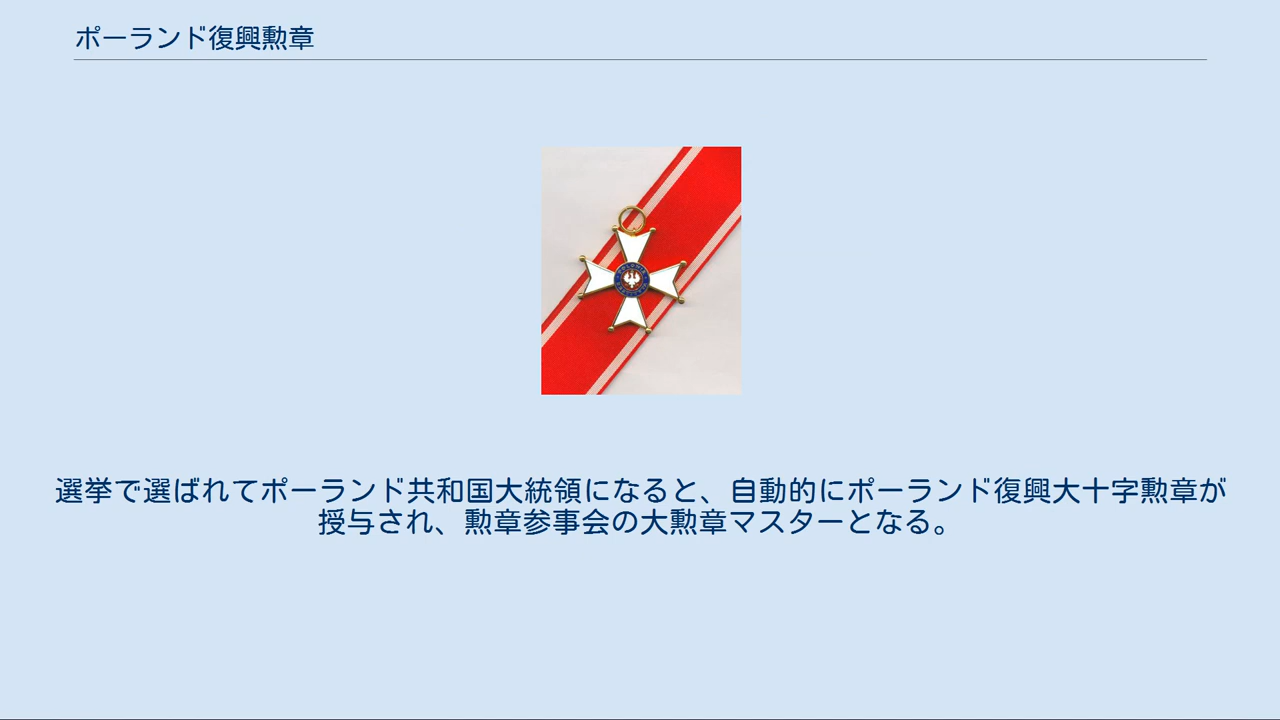 ポーランド復興勲章
選挙で選ばれてポーランド共和国大統領になると、自動的にポーランド復興大十字勲章が
授与され、勲章参事会の大勲章マスターとなる。